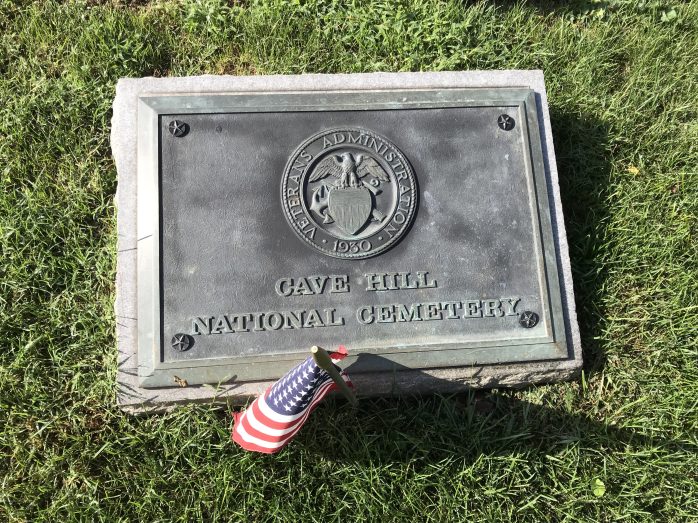 VETERANS ADMINISTRATION
• 1930 •
CAVE HILL
NATIONAL CEMETERY